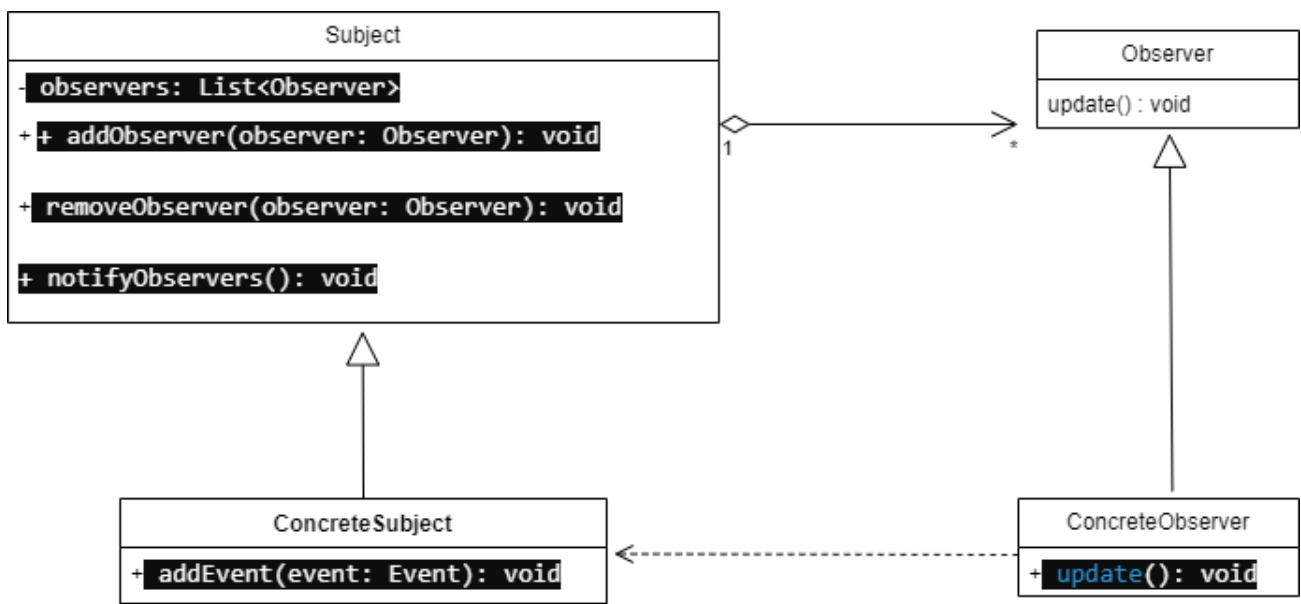 Subject
- observers: List<Observer>
+ + addObserver(observer: Observer): void
+ removeObserver(observer: Observer): void
+ notifyObservers(): void
Observer
update() : void
1
*
ConcreteSubject
+ addEvent(event: Event): void
ConcreteObserver
+ update(): void